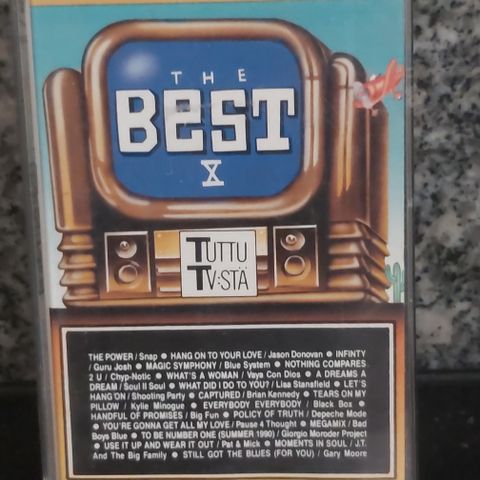 THE
BEST
X
TUTTU
TV:STÄ
THE POWER / Snap ● HANG ON TO YOUR LOVE / Jason Donovan ● INFINTY
/ Guru Josh ● MAGIC SYMPHONY / Blue System ● NOTHING COMPARES
2 U / Chyp-Notic ● WHAT'S A WOMAN / Vaya Con Dios ● A DREAMS A
DREAM / Soul II Soul ● WHAT DID I DO TO YOU? / Lisa Stansfield ● LET'S
HANG'ON / Shooting Party ● CAPTURED / Brian Kennedy ● TEARS ON MY
PILLOW / Kylie Minogue ● EVERYBODY EVERYBODY / Black Box ●
HANDFUL OF PROMISES / Big Fun ● POLICY OF TRUTH / Depeche Mode
● YOU'RE GONNA GET ALL MY LOVE / Pause 4 Thought ● MEGAMIX / Bad
Boys Blue ● TO BE NUMBER ONE (SUMMER 1990) / Giorgio Moroder Project
● USE IT UP AND WEAR IT OUT / Pat & Mick ● MOMENTS IN SOUL / J.T.
And The Big Family ● STILL GOT THE BLUES (FOR YOU) / Gary Moore